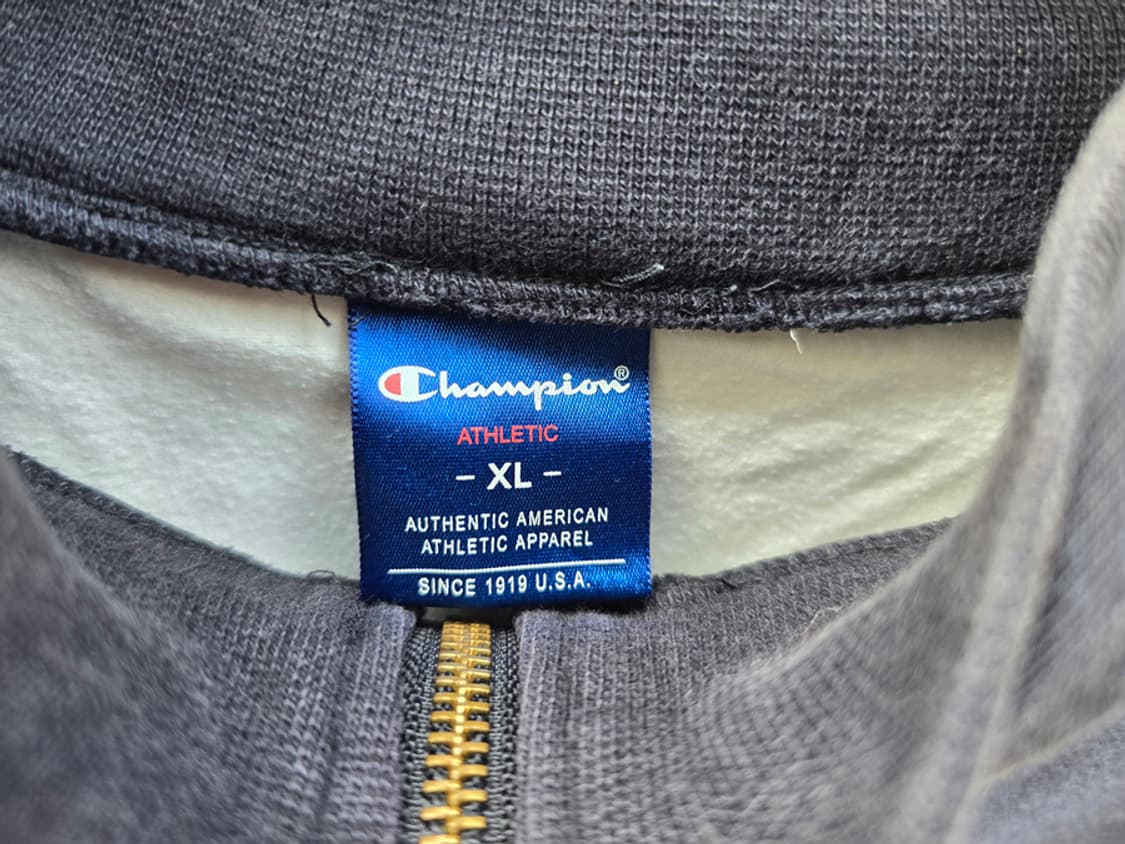 Champion®
ATHLETIC
- XL -
AUTHENTIC AMERICAN
ATHLETIC APPAREL
SINCE 1919 U.S.A.